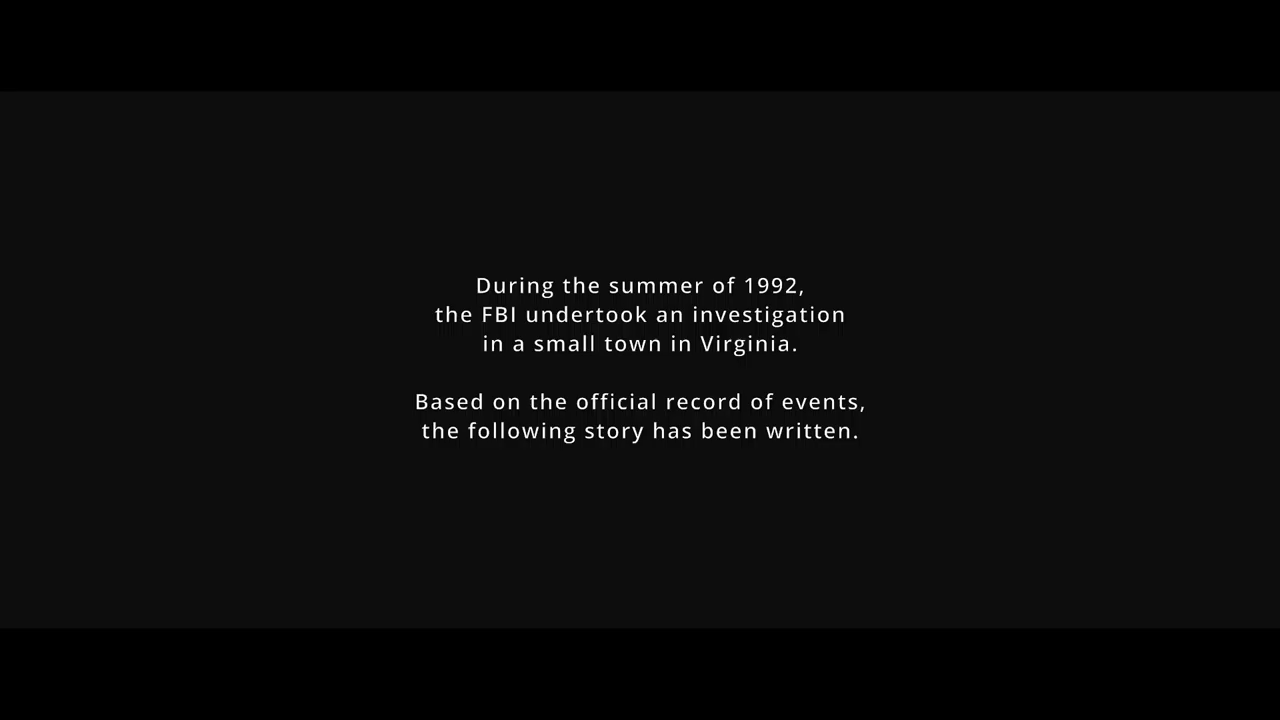 During the summer of 1992,
the FBI undertook an investigation
in a small town in Virginia.
Based on the official record of events,
the following story has been written.